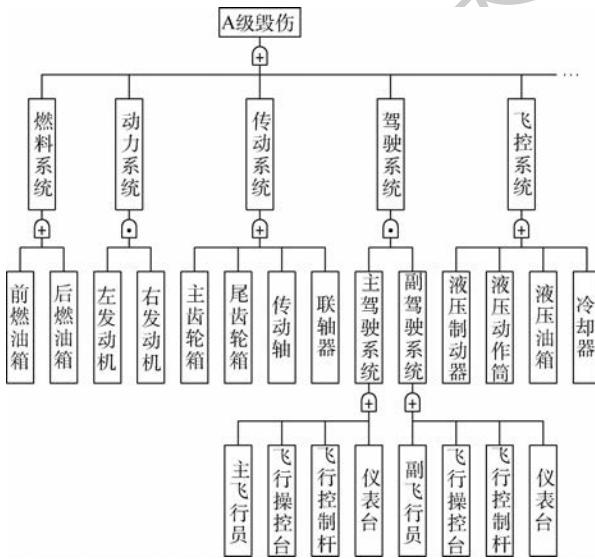 A级毁伤
+
...
燃料系统
动力系统
传动系统
驾驶系统
飞控系统
+
•
+
•
+
前燃油箱
后燃油箱
左发动机
右发动机
主齿轮箱
尾齿轮箱
传动轴
联轴器
主驾驶系统
副驾驶系统
液压制动器
液压动作筒
液压油箱
冷却器
+
+
主飞行员
飞行操控台
飞行控制杆
仪表台
副飞行员
飞行操控台
飞行控制杆
仪表台